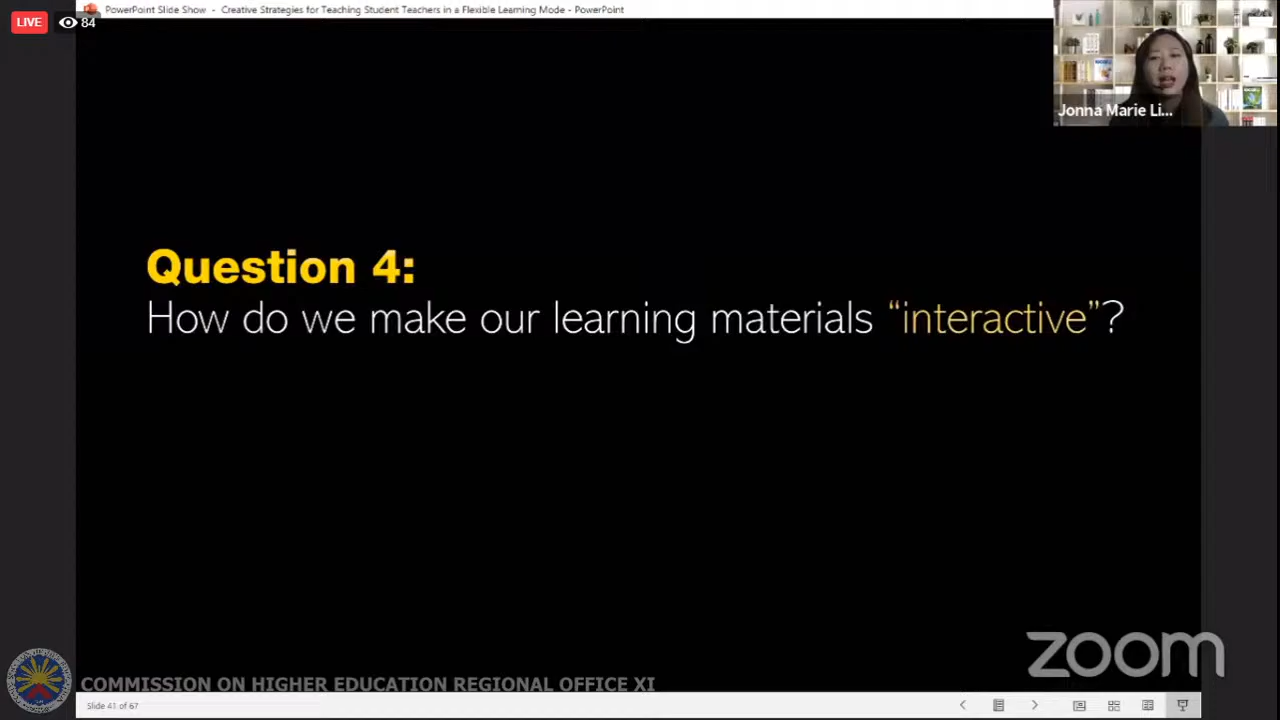 PowerPoint Slide Show - Creative Strategies for Teaching Student Teachers in a Flexible Learning Mode - PowerPoint
LIVE 84
Jonna Marie Li...
Question 4:
How do we make our learning materials “interactive”?
zoom
COMMISSION ON HIGHER EDUCATION REGIONAL OFFICE XI
Slide 41 of 67